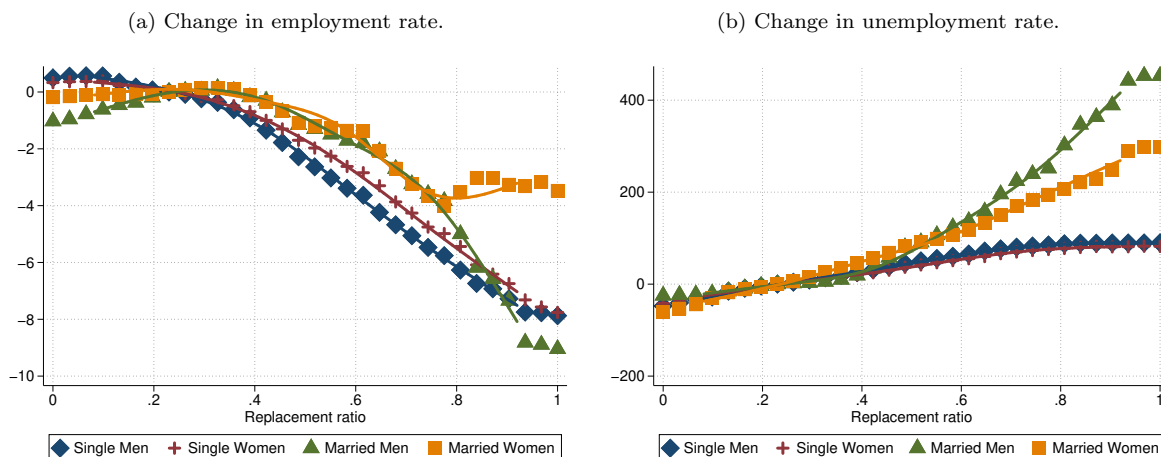 (a) Change in employment rate.
0
−2
−4
−6
−8
−10
0 .2 .4 .6 .8 1
Replacement ratio
Single Men Single Women Married Men Married Women
(b) Change in unemployment rate.
400
200
0
−200
0 .2 .4 .6 .8 1
Replacement ratio
Single Men Single Women Married Men Married Women